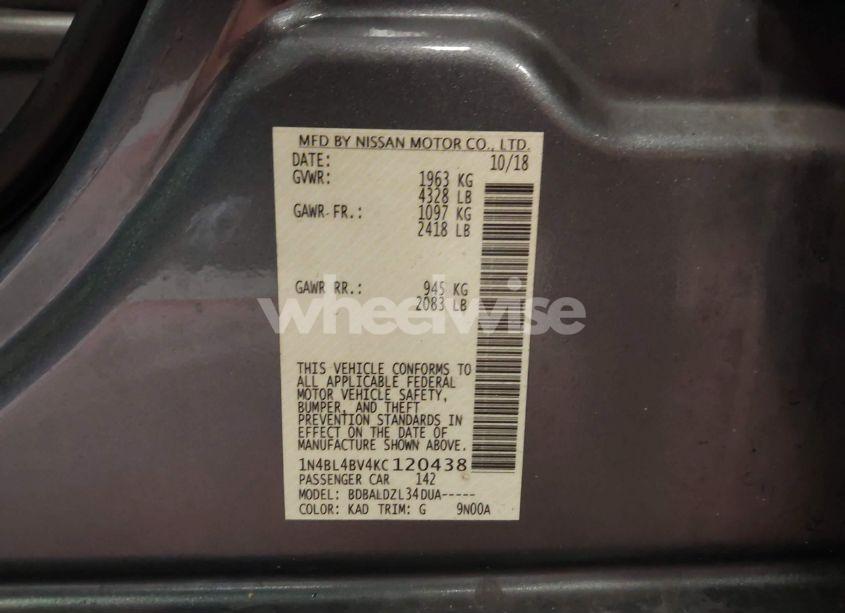 MFD BY NISSAN MOTOR CO., LTD.
DATE: 10/18
GVWR: 1963 KG
4328 LB
GAWR-FR.: 1097 KG
2418 LB
GAWR RR.: 945 KG
2083 LB
wheelwise
THIS VEHICLE CONFORMS TO
ALL APPLICABLE FEDERAL
MOTOR VEHICLE SAFETY,
BUMPER, AND THEFT
PREVENTION STANDARDS IN
EFFECT ON THE DATE OF
MANUFACTURE SHOWN ABOVE.
1N4BL4BV4KC120438
PASSENGER CAR 142
MODEL: BDBALDZL34DUA-----
COLOR: KAD TRIM: G 9N00A